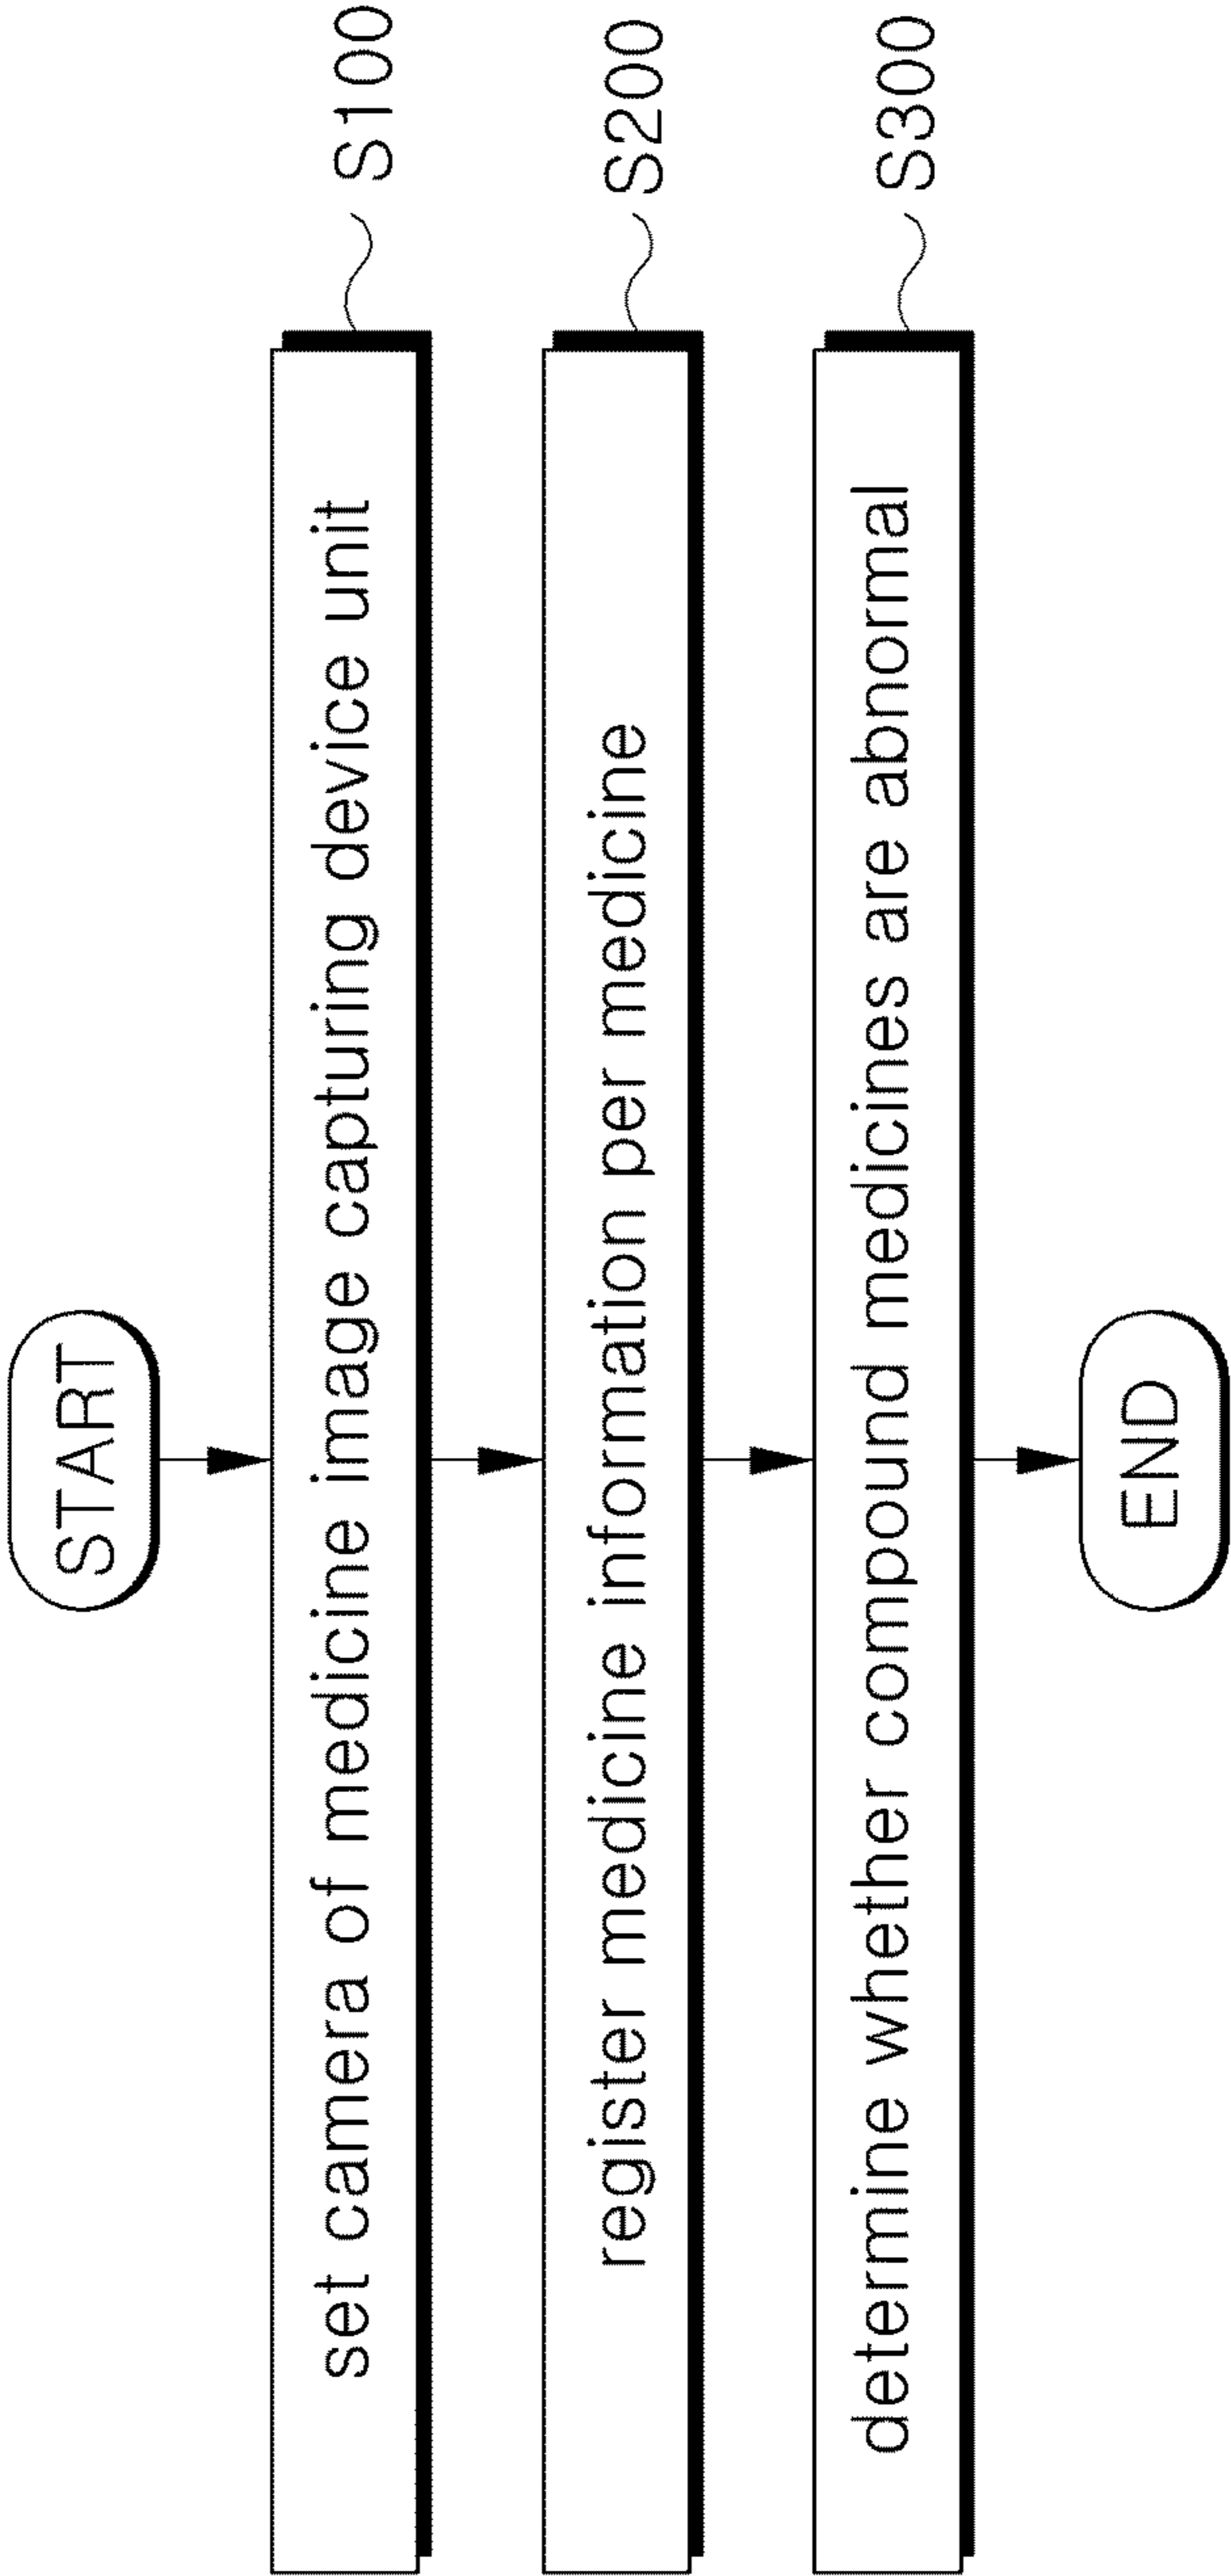 START
set camera of medicine image capturing device unit
S100
register medicine information per medicine
S200
determine whether compound medicines are abnormal
S300
END